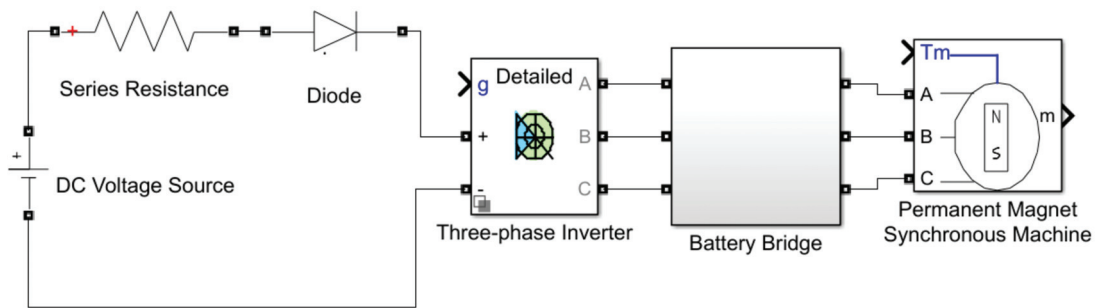 +
Series Resistance
Diode
+
DC Voltage Source
g
Detailed
A
B
C
+
-
Three-phase Inverter
Battery Bridge
Tm
A
B
C
N
S
m
Permanent Magnet
Synchronous Machine